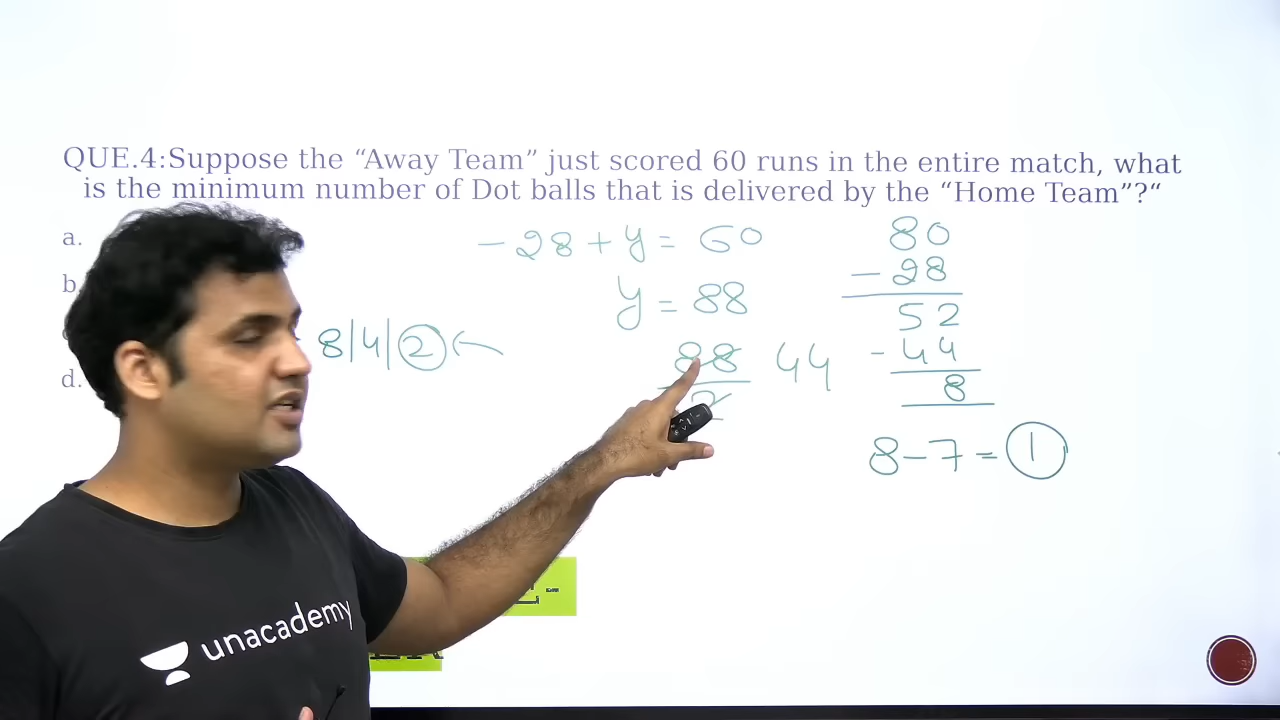 QUE.4:Suppose the “Away Team” just scored 60 runs in the entire match, what
is the minimum number of Dot balls that is delivered by the “Home Team”?“
a.
b.
d.
- 28 + y = 60
y = 88
88
2
44
8|4|2
80
- 28
52
- 44
8
8 - 7 = 1
unacademy